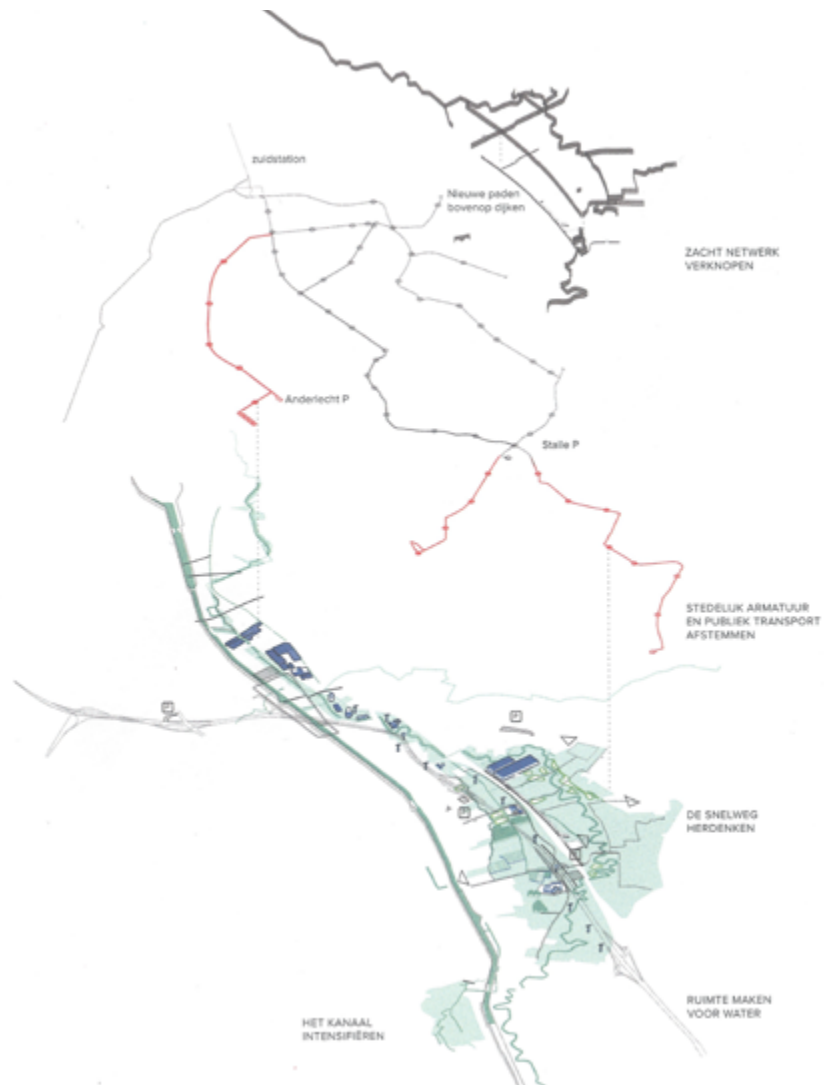 zuidstation
Nieuwe paden
bovenop dijken
ZACHT NETWERK
VERKNOPEN
Anderlecht P
Stalle P
STEDELIJK ARMATUUR
EN PUBLIEK TRANSPORT
AFSTEMMEN
P
P
DE SNELWEG
HERDENKEN
P
RUIMTE MAKEN
VOOR WATER
HET KANAAL
INTENSIFIËREN